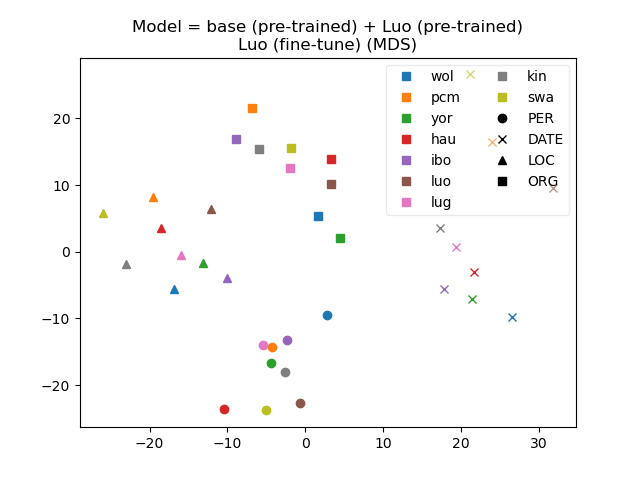 Model = base (pre-trained) + Luo (pre-trained)
Luo (fine-tune) (MDS)
wol
pcm
yor
hau
ibo
luo
lug
kin
swa
PER
DATE
LOC
ORG
20
10
0
−10
−20
−20
−10
0
10
20
30